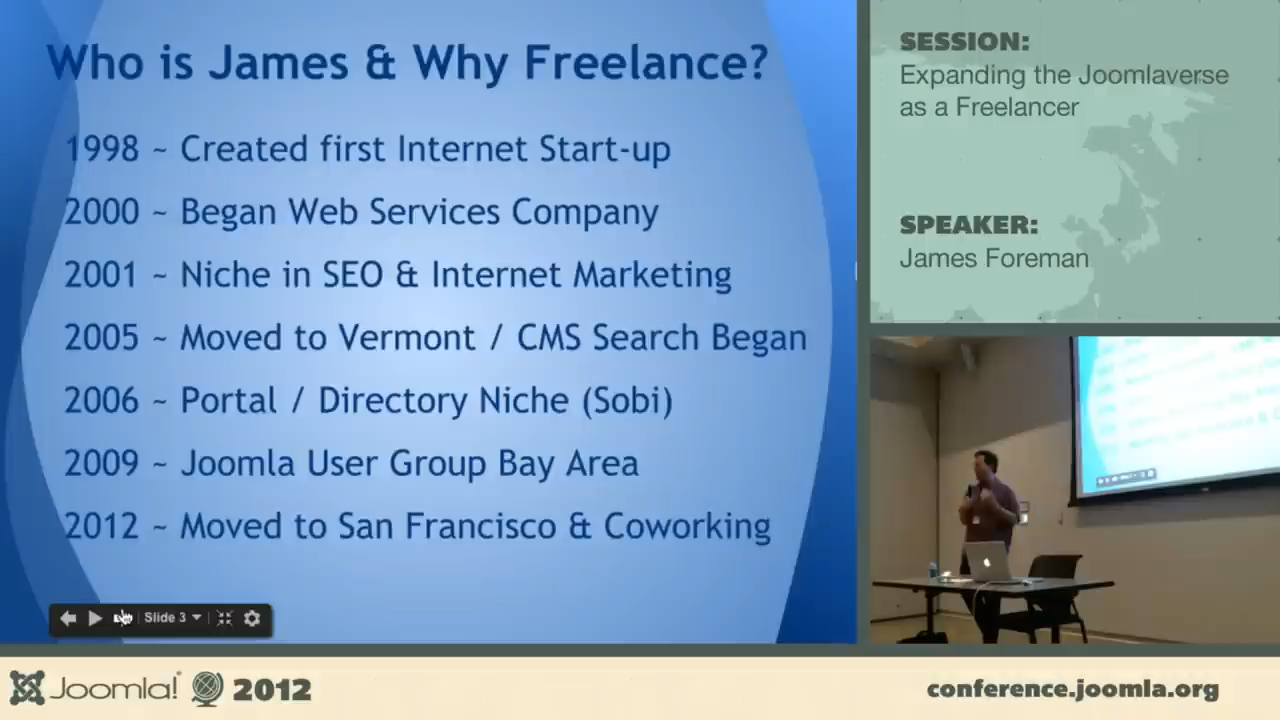 Who is James & Why Freelance?
1998 ~ Created first Internet Start-up
2000 ~ Began Web Services Company
2001 ~ Niche in SEO & Internet Marketing
2005 ~ Moved to Vermont / CMS Search Began
2006 ~ Portal / Directory Niche (Sobi)
2009 ~ Joomla User Group Bay Area
2012 ~ Moved to San Francisco & Coworking
Slide 3
SESSION:
Expanding the Joomlaverse
as a Freelancer
SPEAKER:
James Foreman
Joomla! 2012
conference.joomla.org